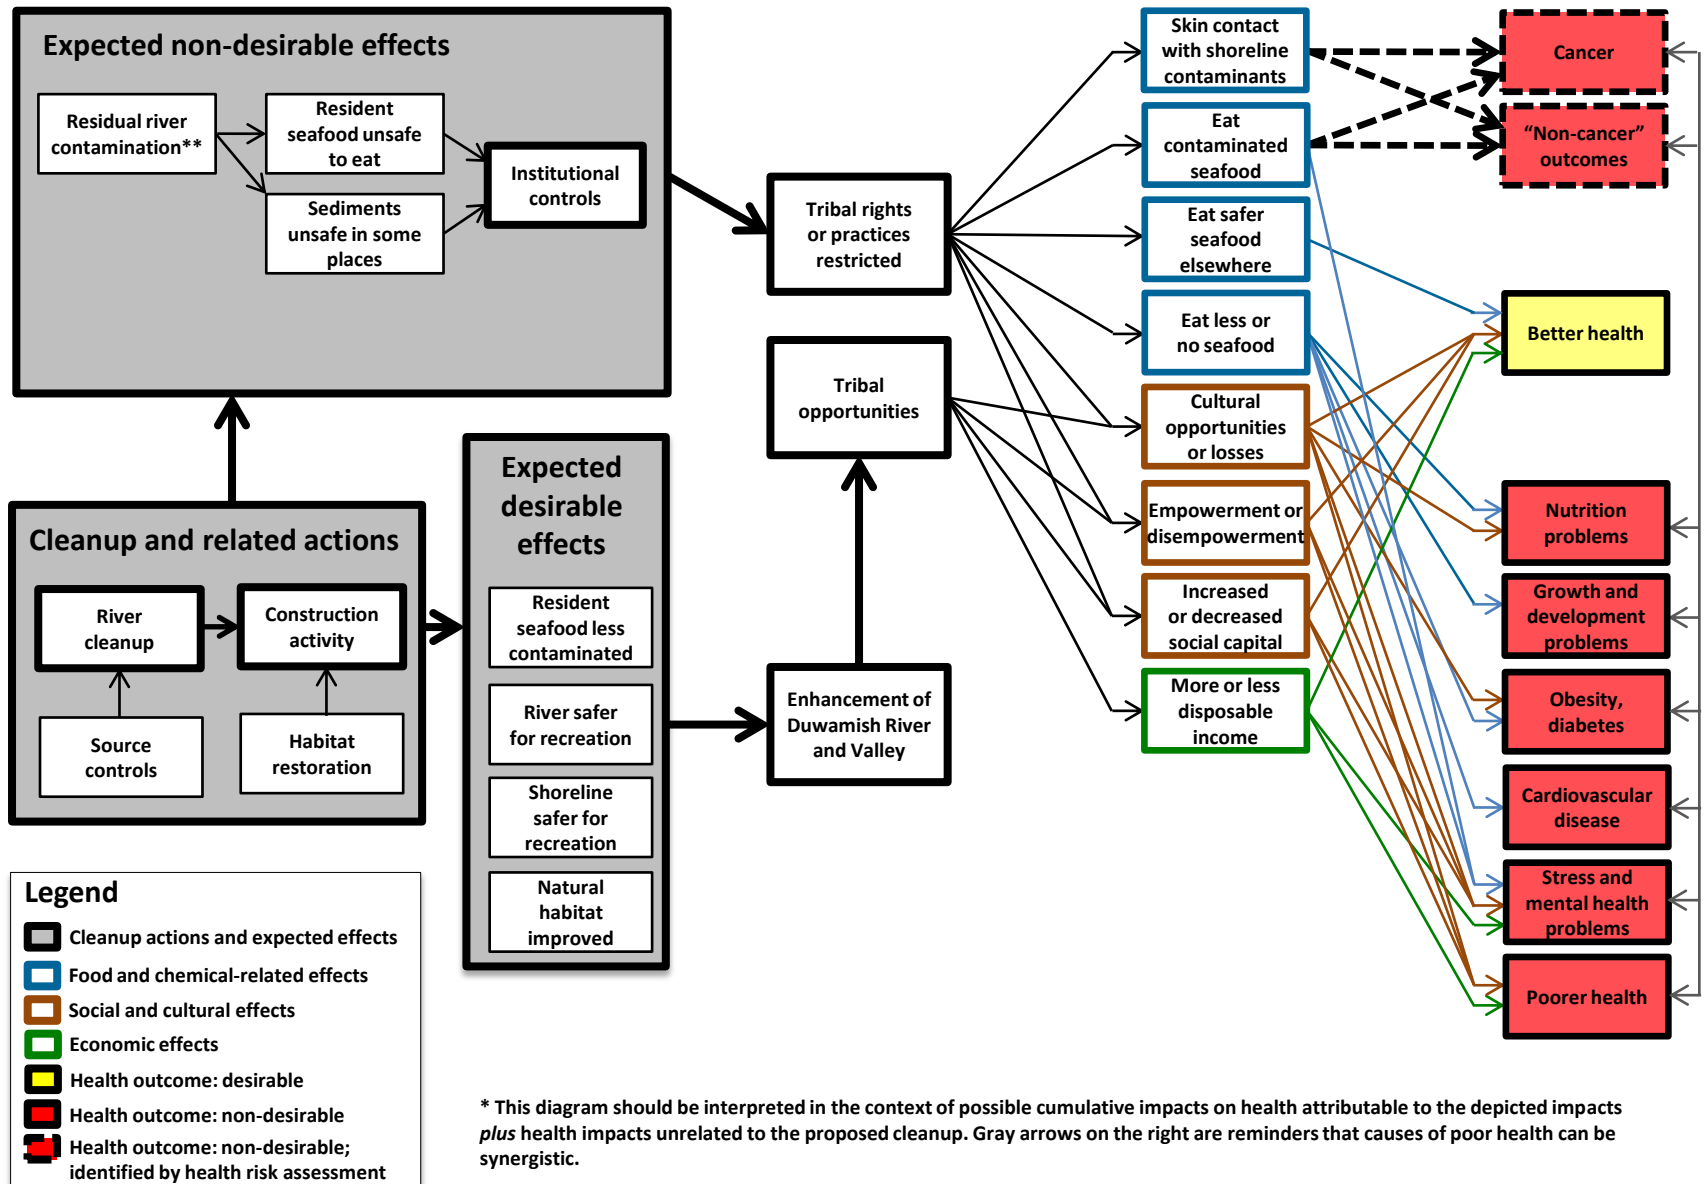 Expected non-desirable effects
Residual river
contamination**
Resident
seafood unsafe
to eat
Sediments
unsafe in some
places
Institutional
controls
Cleanup and related actions
River
cleanup
Construction
activity
Source
controls
Habitat
restoration
Expected
desirable
effects
Resident
seafood less
contaminated
River safer
for recreation
Shoreline
safer for
recreation
Natural
habitat
improved
Tribal rights
or practices
restricted
Tribal
opportunities
Enhancement of
Duwamish River
and Valley
Skin contact
with shoreline
contaminants
Eat
contaminated
seafood
Eat safer
seafood
elsewhere
Eat less or
no seafood
Cultural
opportunities
or losses
Empowerment or
disempowerment
Increased
or decreased
social capital
More or less
disposable
income
Cancer
“Non-cancer”
outcomes
Better health
Nutrition
problems
Growth and
development
problems
Obesity,
diabetes
Cardiovascular
disease
Stress and
mental health
problems
Poorer health
Legend
Cleanup actions and expected effects
Food and chemical-related effects
Social and cultural effects
Economic effects
Health outcome: desirable
Health outcome: non-desirable
Health outcome: non-desirable;
identified by health risk assessment
* This diagram should be interpreted in the context of possible cumulative impacts on health attributable to the depicted impacts
plus health impacts unrelated to the proposed cleanup. Gray arrows on the right are reminders that causes of poor health can be
synergistic.